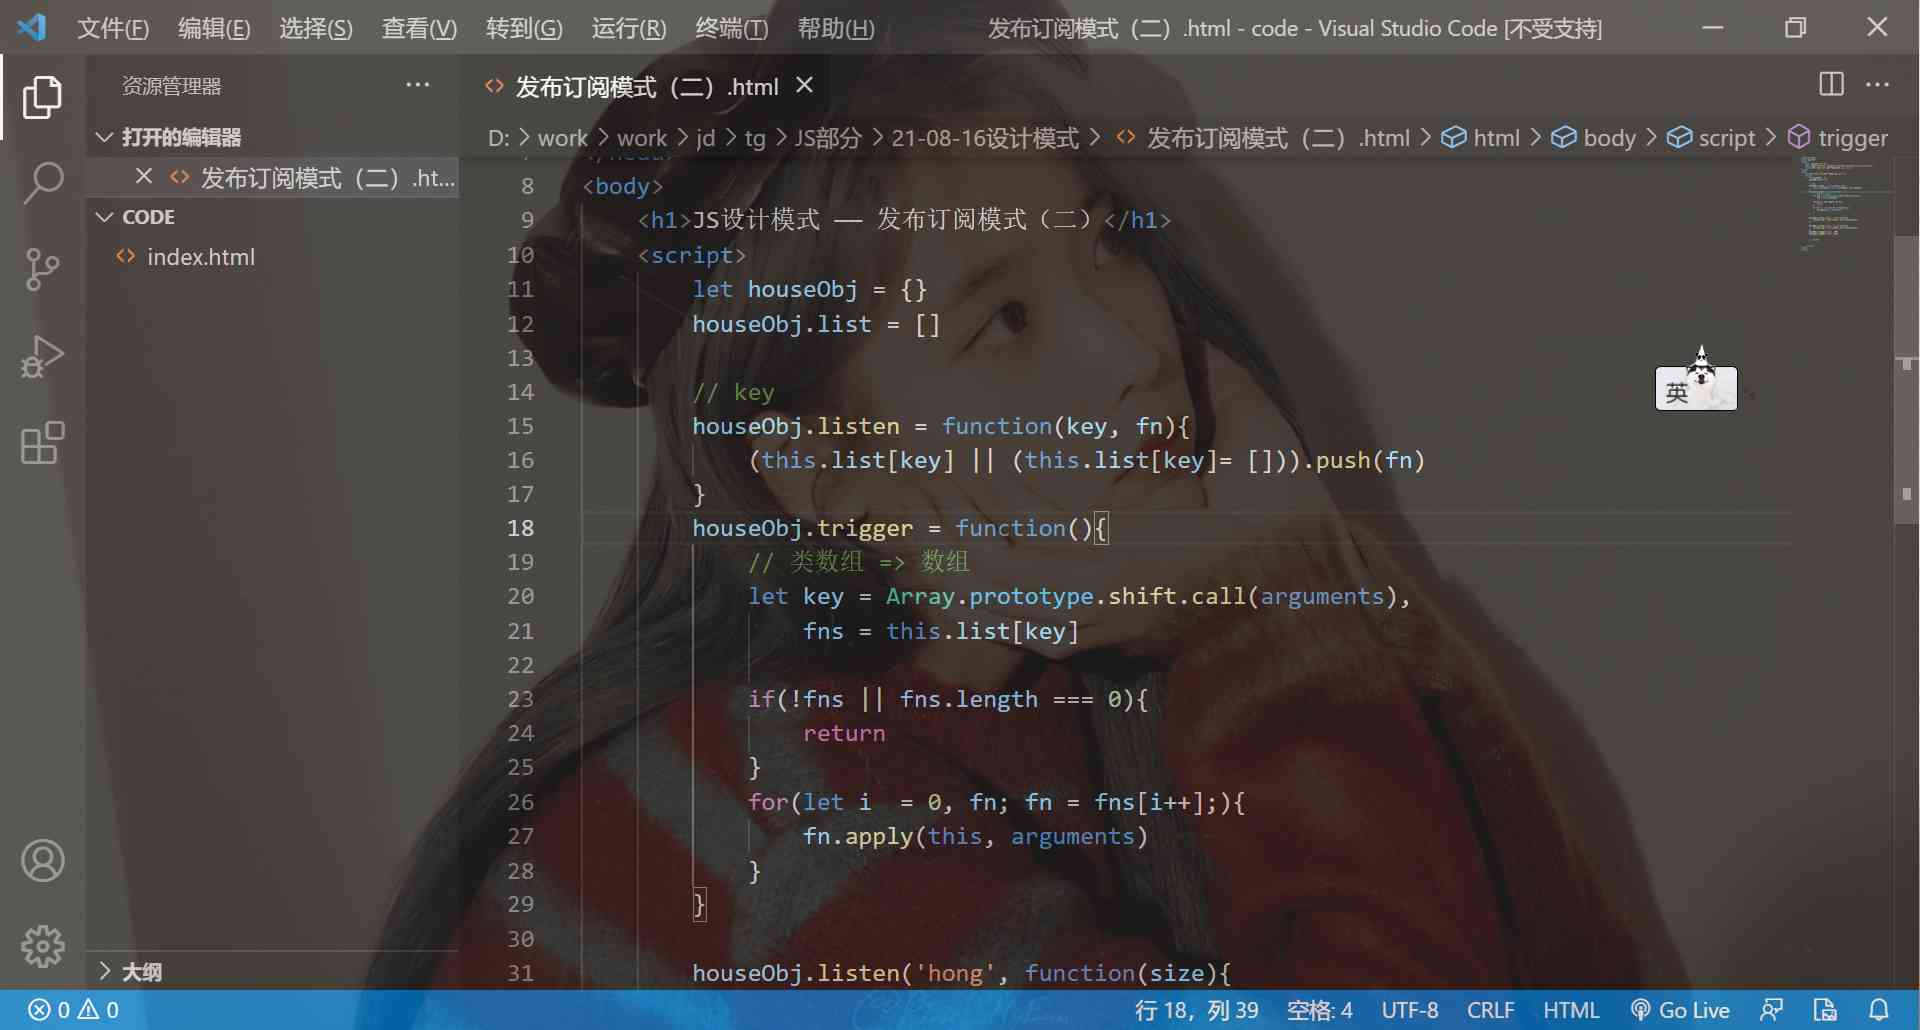 文件(F) 编辑(E) 选择(S) 查看(V) 转到(G) 运行(R) 终端(T) 帮助(H) 发布订阅模式（二）.html - code - Visual Studio Code [不受支持]
资源管理器
打开的编辑器
发布订阅模式（二）.ht...
CODE
index.html
大纲
发布订阅模式（二）.html
D: > work > work > jd > tg > JS部分 > 21-08-16设计模式 > 发布订阅模式（二）.html > html > body > script > trigger
8 <body>
9 <h1>JS设计模式 —— 发布订阅模式（二）</h1>
10 <script>
11 let houseObj = {}
12 houseObj.list = []
13
14 // key
15 houseObj.listen = function(key, fn){
16 (this.list[key] || (this.list[key]= [])).push(fn)
17 }
18 houseObj.trigger = function(){
19 // 类数组 => 数组
20 let key = Array.prototype.shift.call(arguments),
21 fns = this.list[key]
22
23 if(!fns || fns.length === 0){
24 return
25 }
26 for(let i  = 0, fn; fn = fns[i++];){
27 fn.apply(this, arguments)
28 }
29 }
30
31 houseObj.listen('hong', function(size){
英
0 0 行 18，列 39 空格: 4 UTF-8 CRLF HTML Go Live